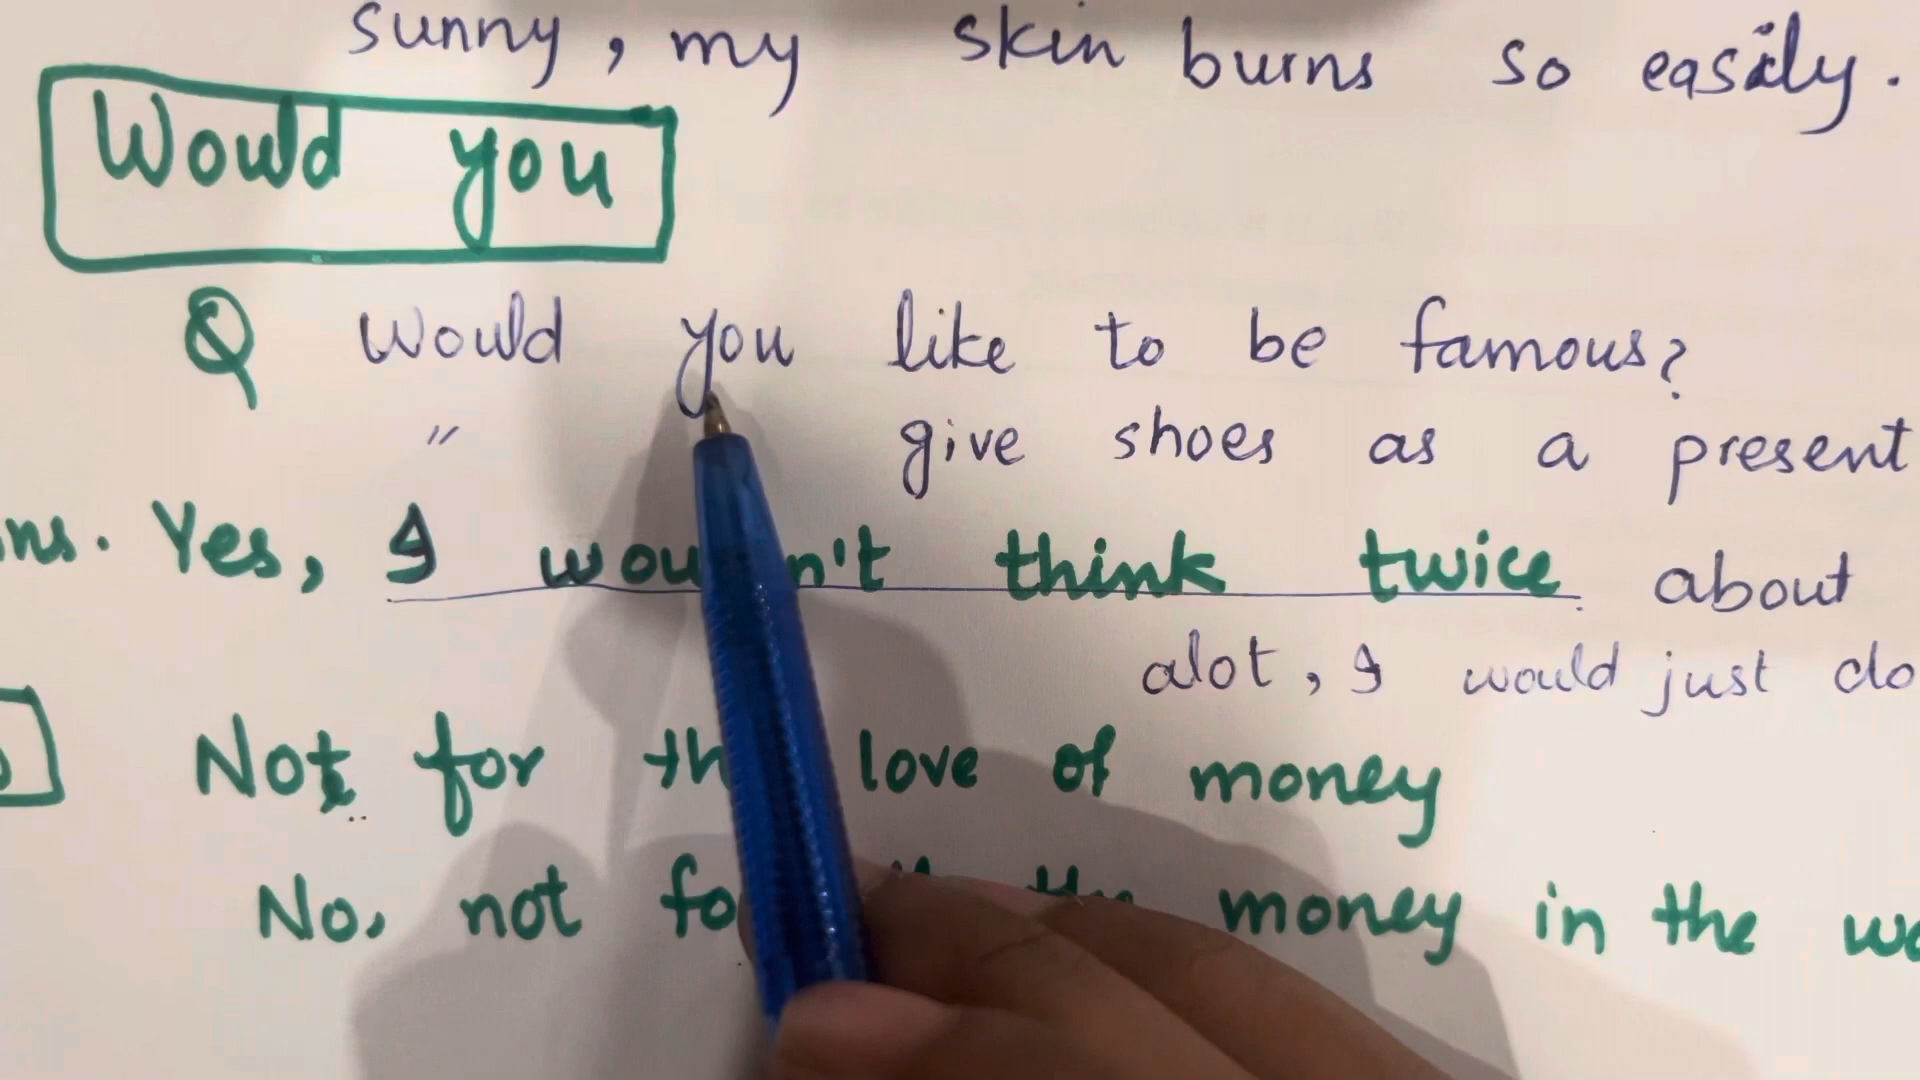 sunny, my skin burns so easily.
Would you
Q Would you like to be famous?
〃 give shoes as a present
ns. Yes, I wouldn't think twice about
alot, I would just do
Not for the love of money
No, not for money in the